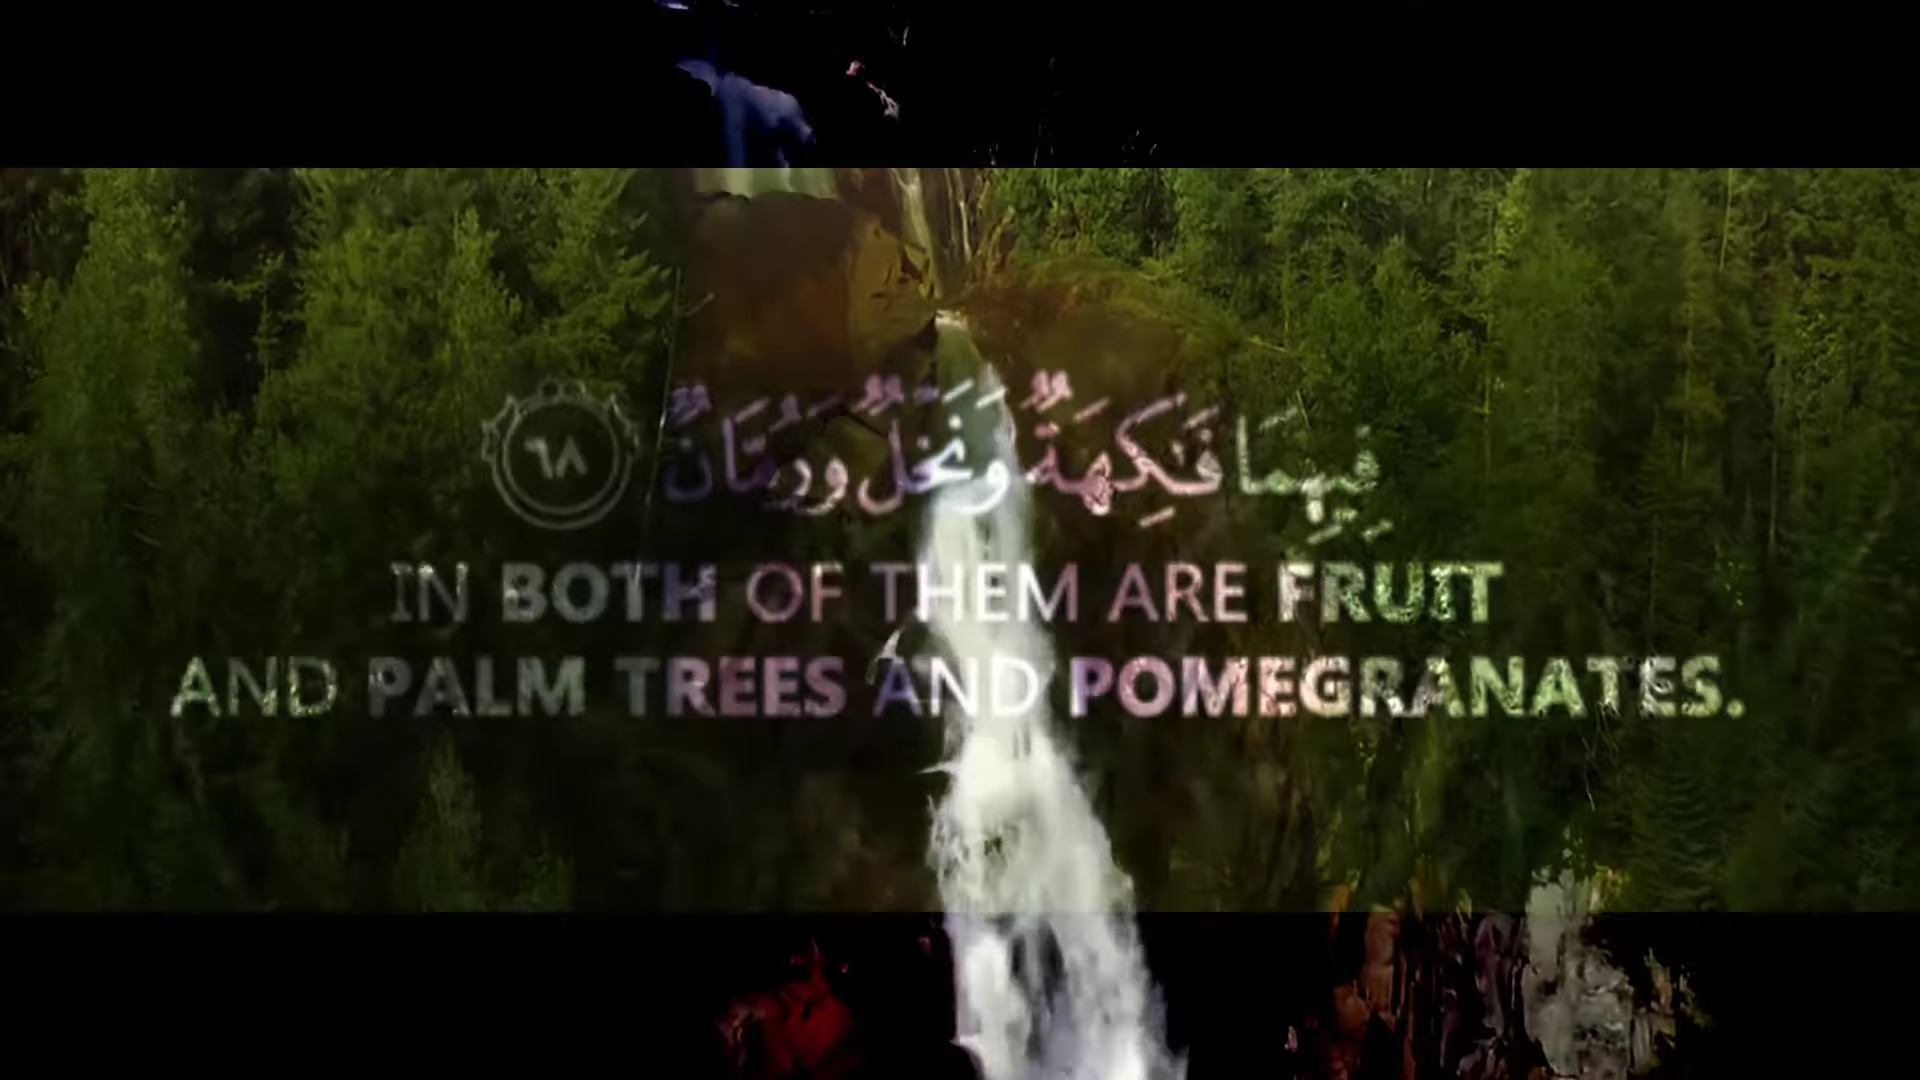 فِيهِمَا فَـٰكِهَةٌ وَنَخْلٌ وَرُمَّانٌ ٦٨
IN BOTH OF THEM ARE FRUIT
AND PALM TREES AND POMEGRANATES.